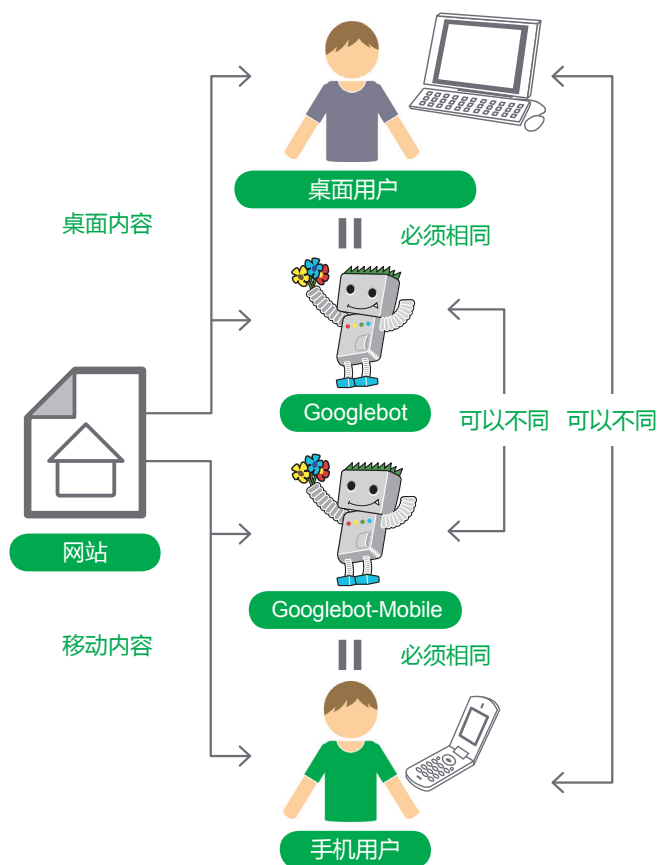 桌面用户
桌面内容
必须相同
Googlebot
可以不同 可以不同
网站
Googlebot-Mobile
移动内容
必须相同
手机用户